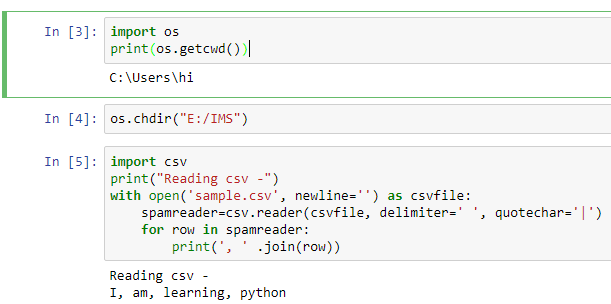 In [3]: import os
print(os.getcwd())
C:\Users\hi
In [4]: os.chdir("E:/IMS")
In [5]: import csv
print("Reading csv -")
with open('sample.csv', newline='') as csvfile:
    spamreader=csv.reader(csvfile, delimiter=' ', quotechar='|')
    for row in spamreader:
        print(', ' .join(row))
Reading csv -
I, am, learning, python